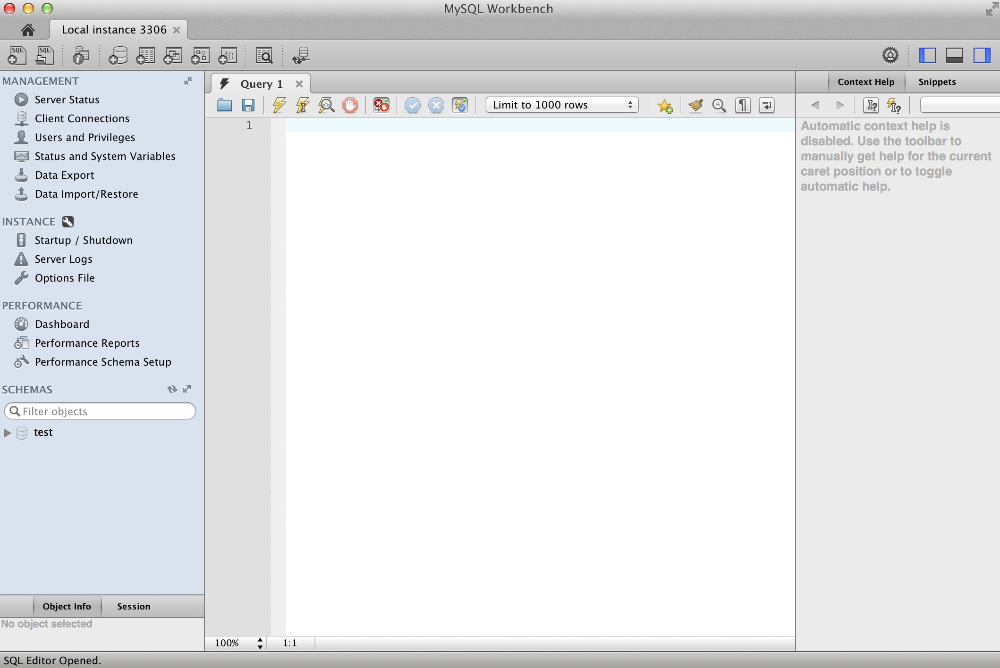 MySQL Workbench
Local instance 3306
SQL
SQL
f()
MANAGEMENT
Server Status
Client Connections
Users and Privileges
Status and System Variables
Data Export
Data Import/Restore
INSTANCE
Startup / Shutdown
Server Logs
Options File
PERFORMANCE
Dashboard
Performance Reports
Performance Schema Setup
SCHEMAS
Filter objects
test
Object Info
Session
No object selected
Query 1
Limit to 1000 rows
1
100%
1:1
Context Help
Snippets
Automatic context help is
disabled. Use the toolbar to
manually get help for the current
caret position or to toggle
automatic help.
SQL Editor Opened.